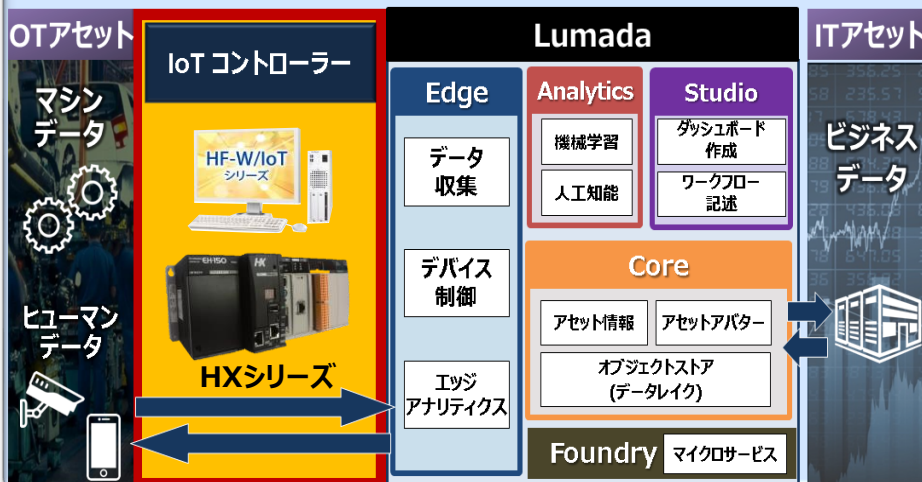 OTアセット
マシン
データ
ヒューマン
データ
IoT コントローラー
HF-W/IoT
シリーズ
EH-150
HX
HXシリーズ
Lumada
Edge
データ
収集
デバイス
制御
エッジ
アナリティクス
Analytics
機械学習
人工知能
Studio
ダッシュボード
作成
ワークフロー
記述
Core
アセット情報
アセットアバター
オブジェクトストア
(データレイク)
Foundry
マイクロサービス
ITアセット
ビジネス
データ